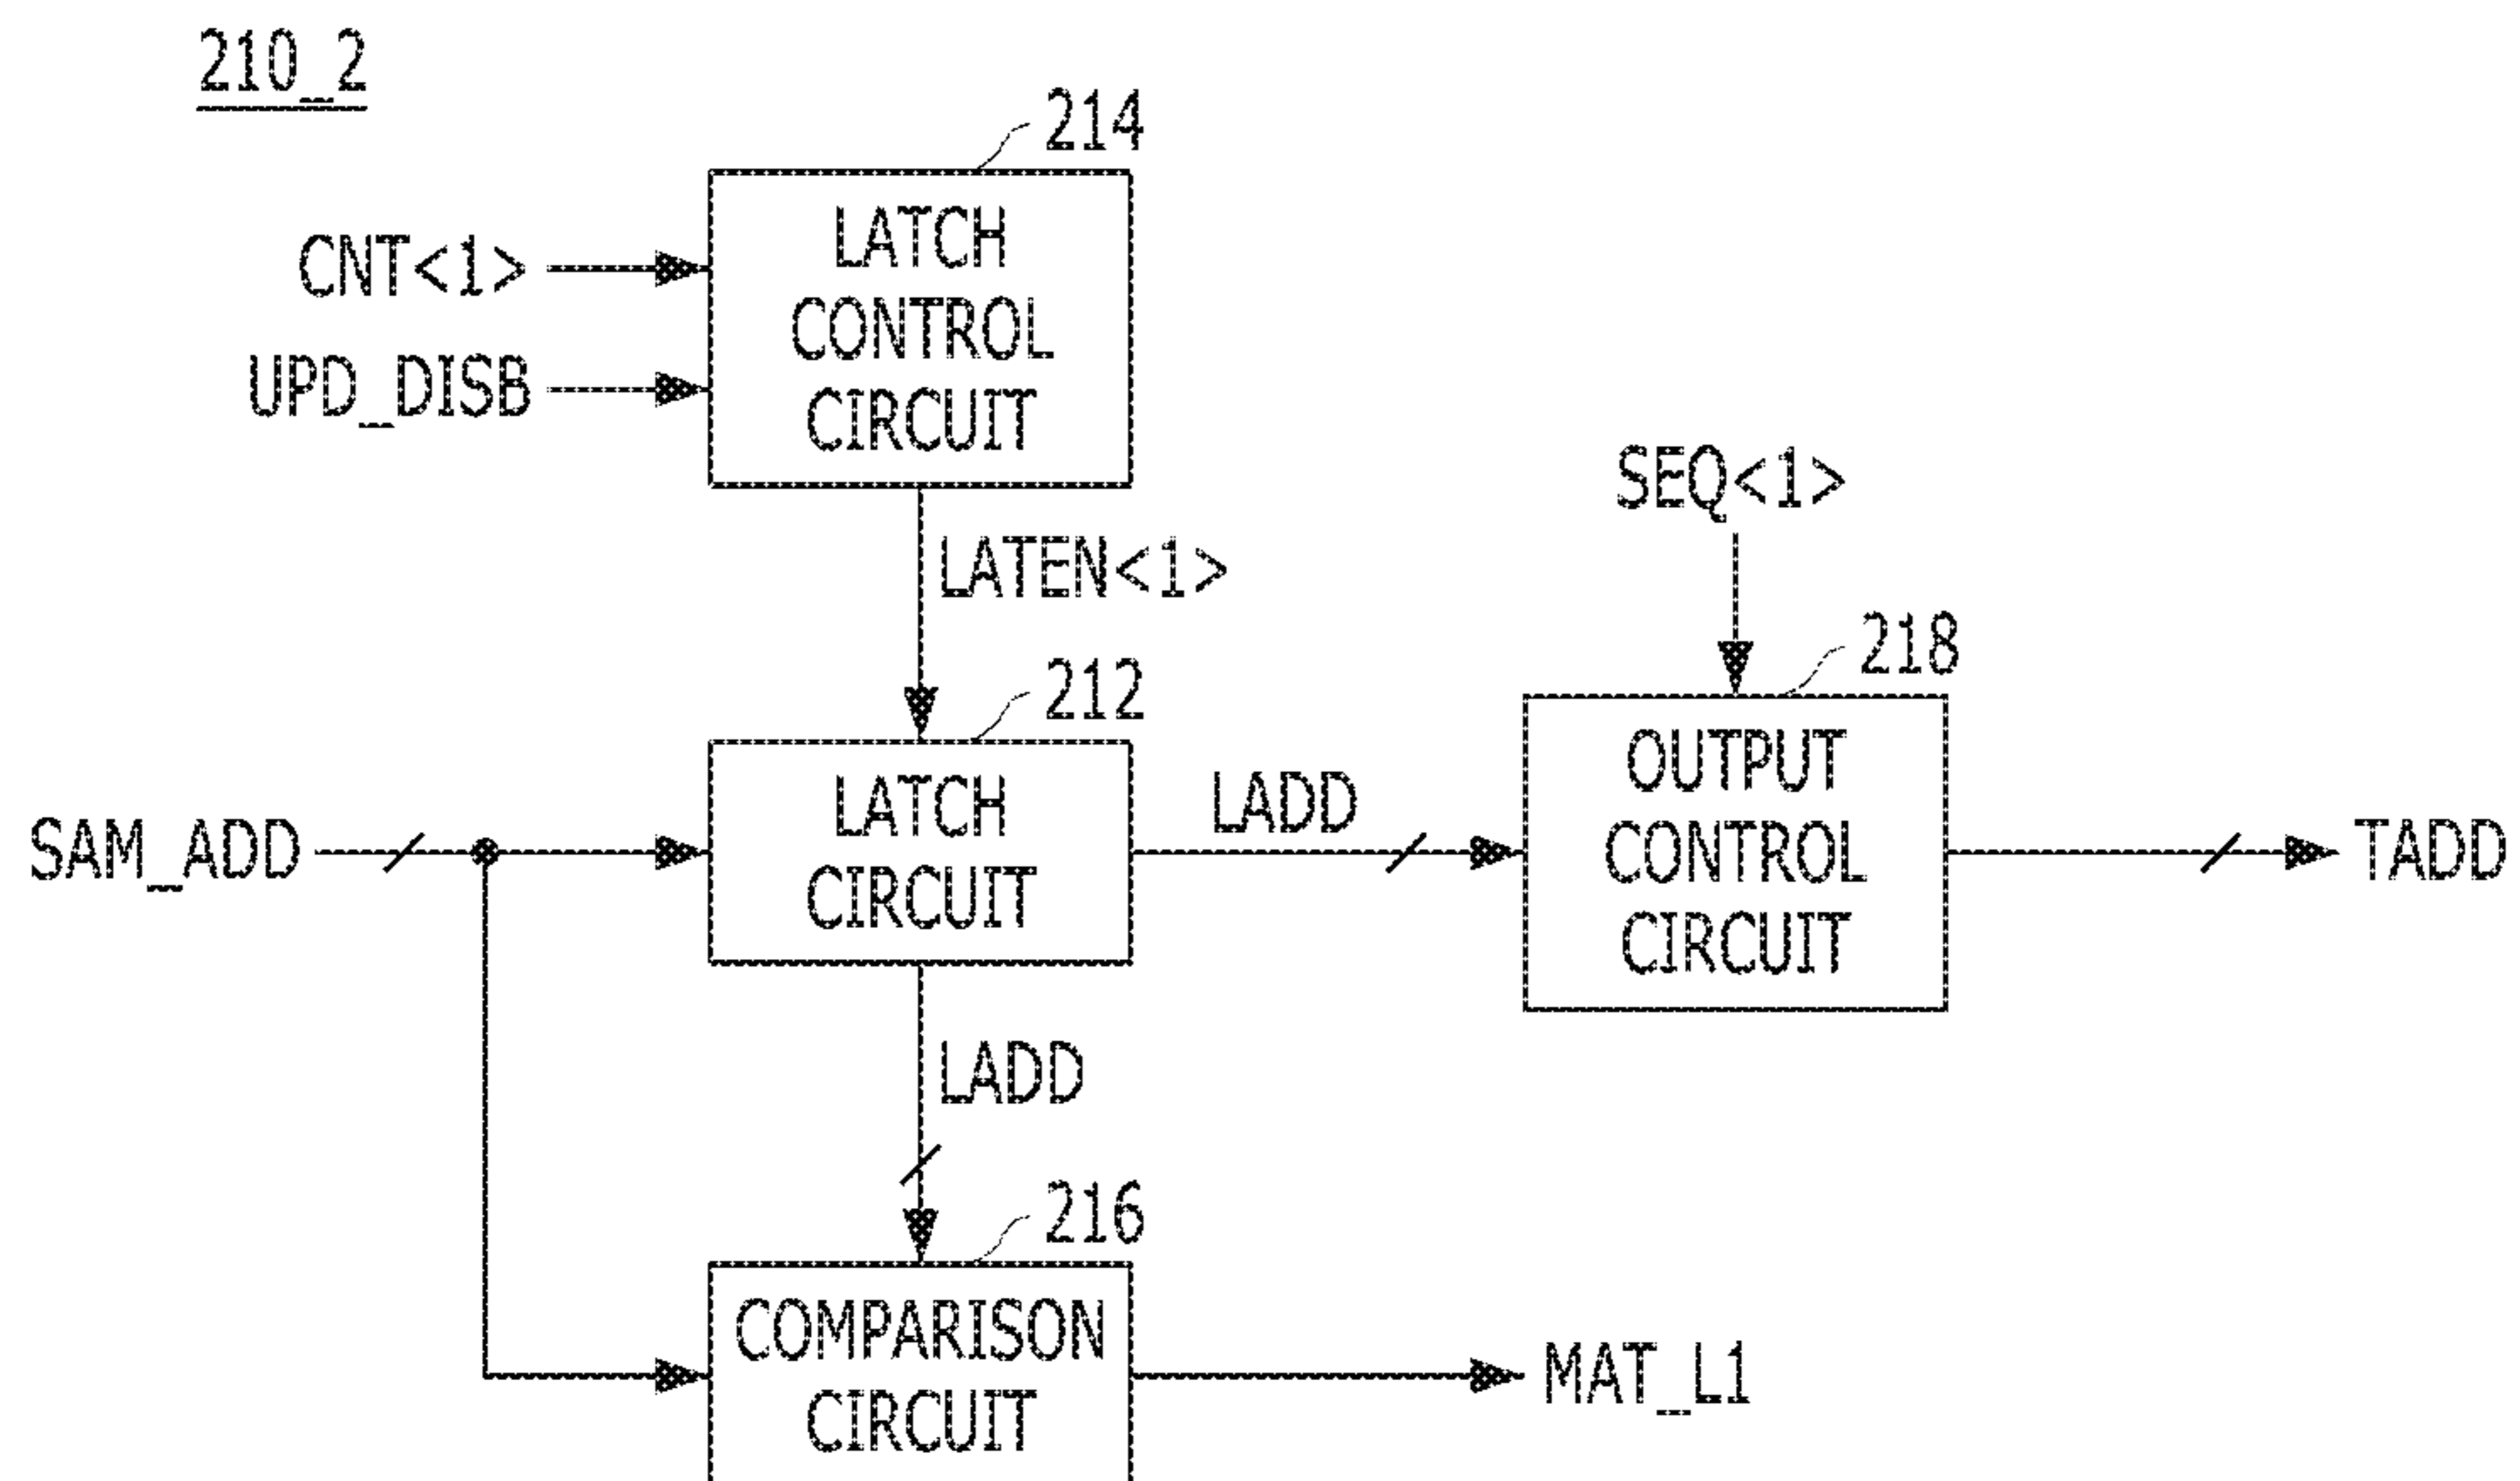 210_2
214
LATCH
CONTROL
CIRCUIT
CNT<1>
UPD_DISB
SEQ<1>
LATEN<1>
212
218
LATCH
CIRCUIT
LADD
OUTPUT
CONTROL
CIRCUIT
SAM_ADD
TADD
LADD
216
COMPARISON
CIRCUIT
MAT_L1